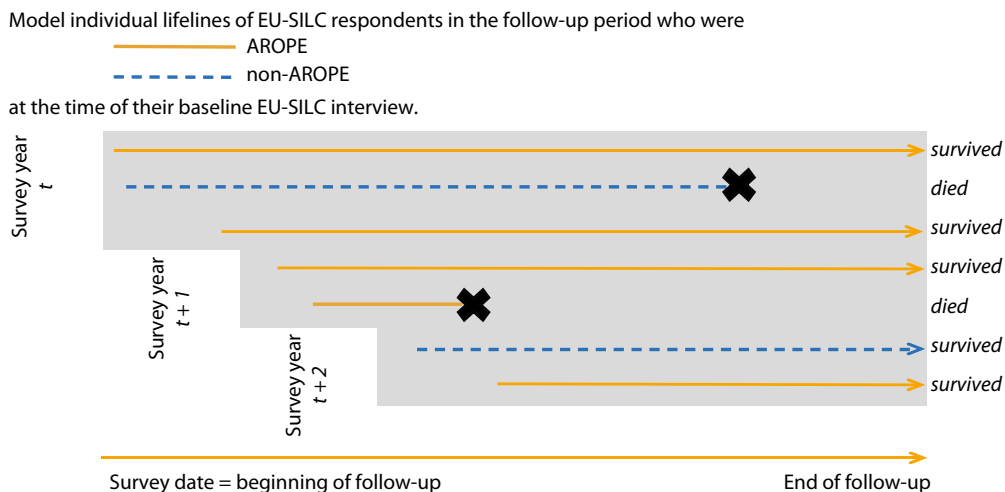 Model individual lifelines of EU-SILC respondents in the follow-up period who were
AROPE
non-AROPE
at the time of their baseline EU-SILC interview.
Survey year
t
survived
died
survived
Survey year
t + 1
survived
died
Survey year
t + 2
survived
survived
Survey date = beginning of follow-up
End of follow-up